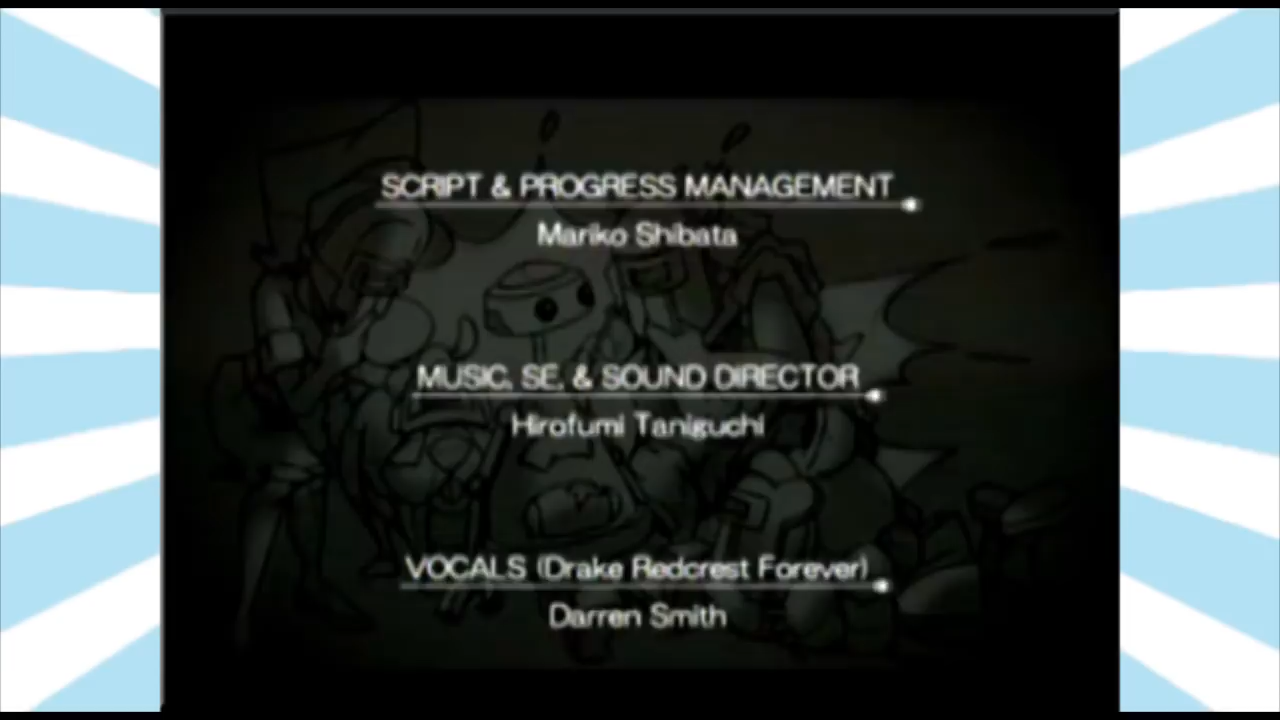 SCRIPT & PROGRESS MANAGEMENT
Mariko Shibata
MUSIC, SE, & SOUND DIRECTOR
Hirofumi Taniguchi
VOCALS (Drake Redcrest Forever)
Darren Smith